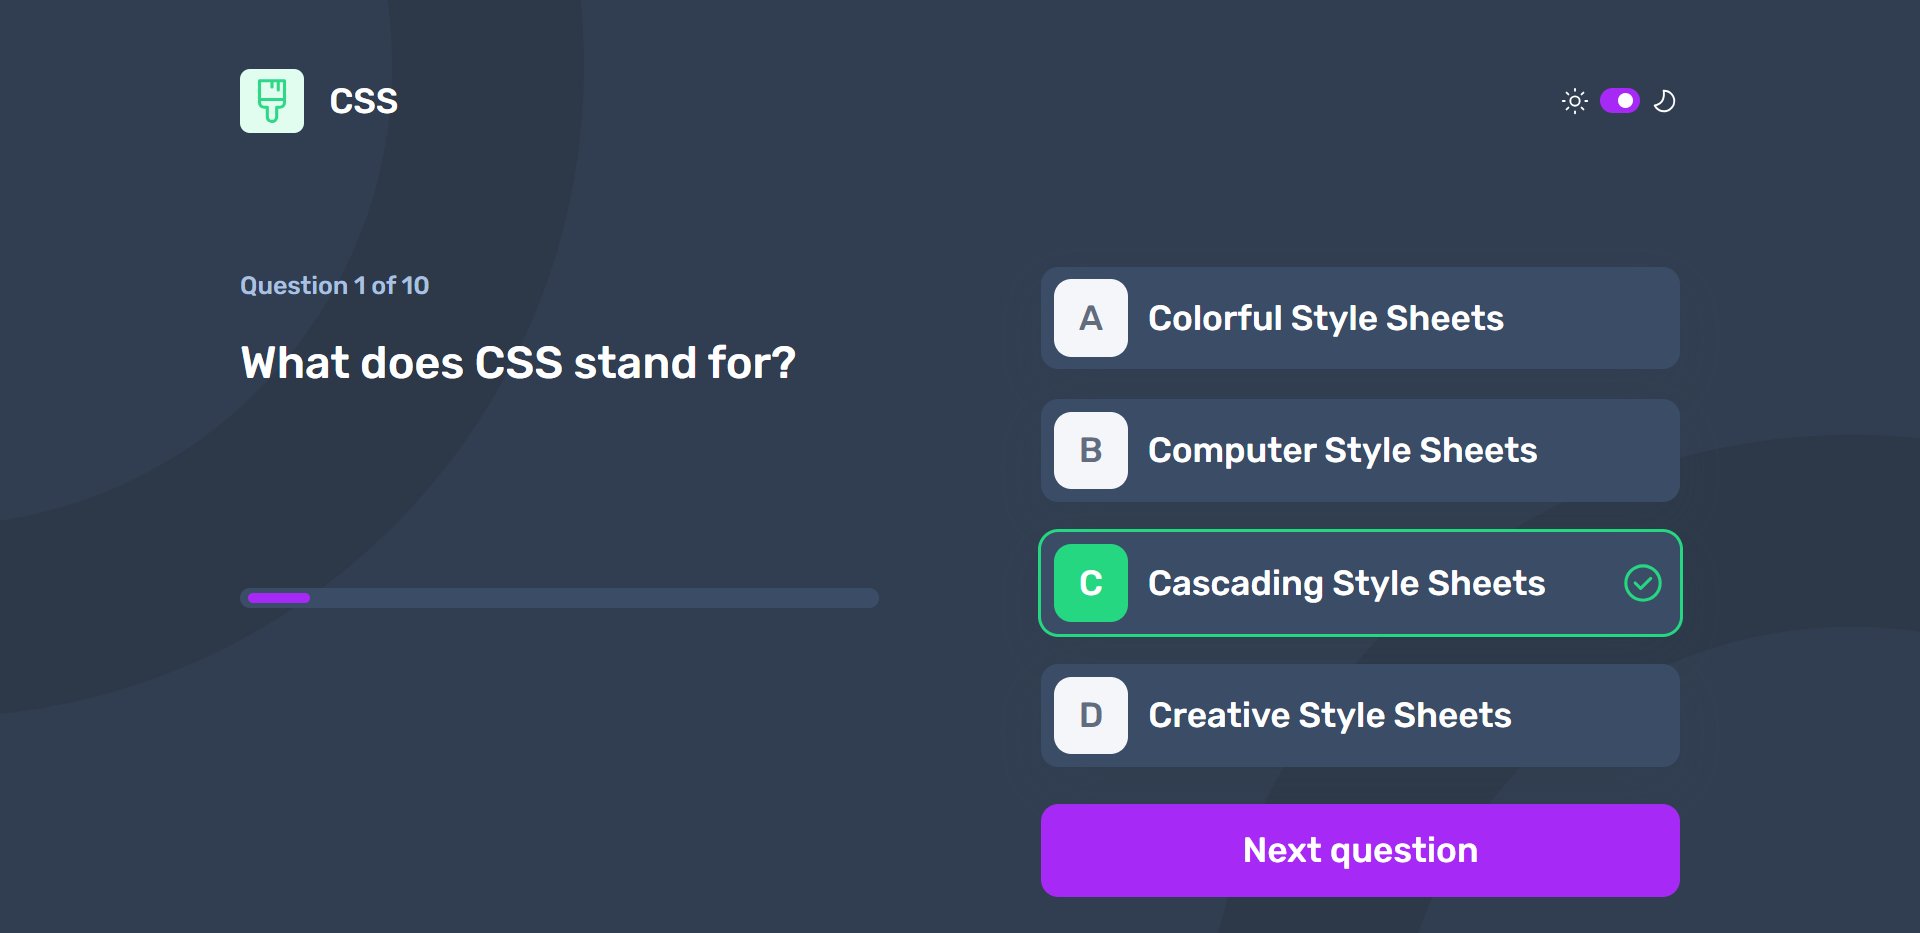 CSS
Question 1 of 10
What does CSS stand for?
A Colorful Style Sheets
B Computer Style Sheets
C Cascading Style Sheets
D Creative Style Sheets
Next question